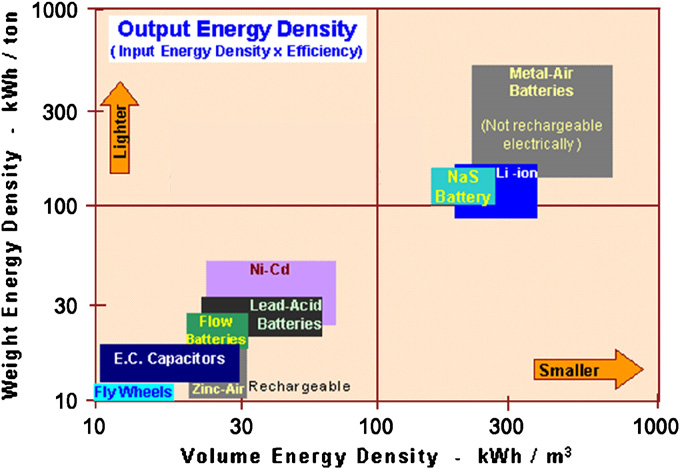 Output Energy Density
( Input Energy Density x Efficiency)
Weight Energy Density - kWh / ton
1000
300
100
30
10
Lighter
Metal-Air
Batteries
(Not rechargeable
electrically )
NaS
Battery
Li -ion
Ni-Cd
Lead-Acid
Batteries
Flow
Batteries
E.C. Capacitors
Fly Wheels
Zinc-Air Rechargeable
Smaller
10 30 100 300 1000
Volume Energy Density - kWh / m³